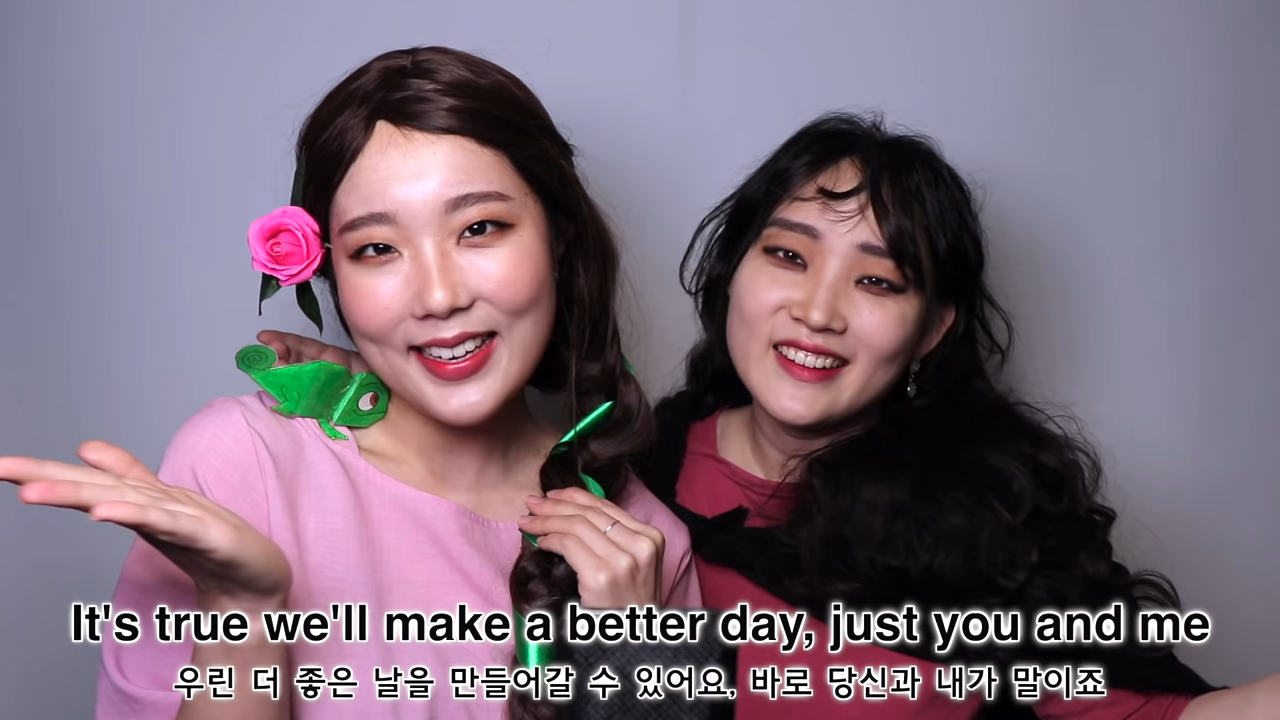 It's true we'll make a better day, just you and me
우린 더 좋은 날을 만들어갈 수 있어요, 바로 당신과 내가 말이죠